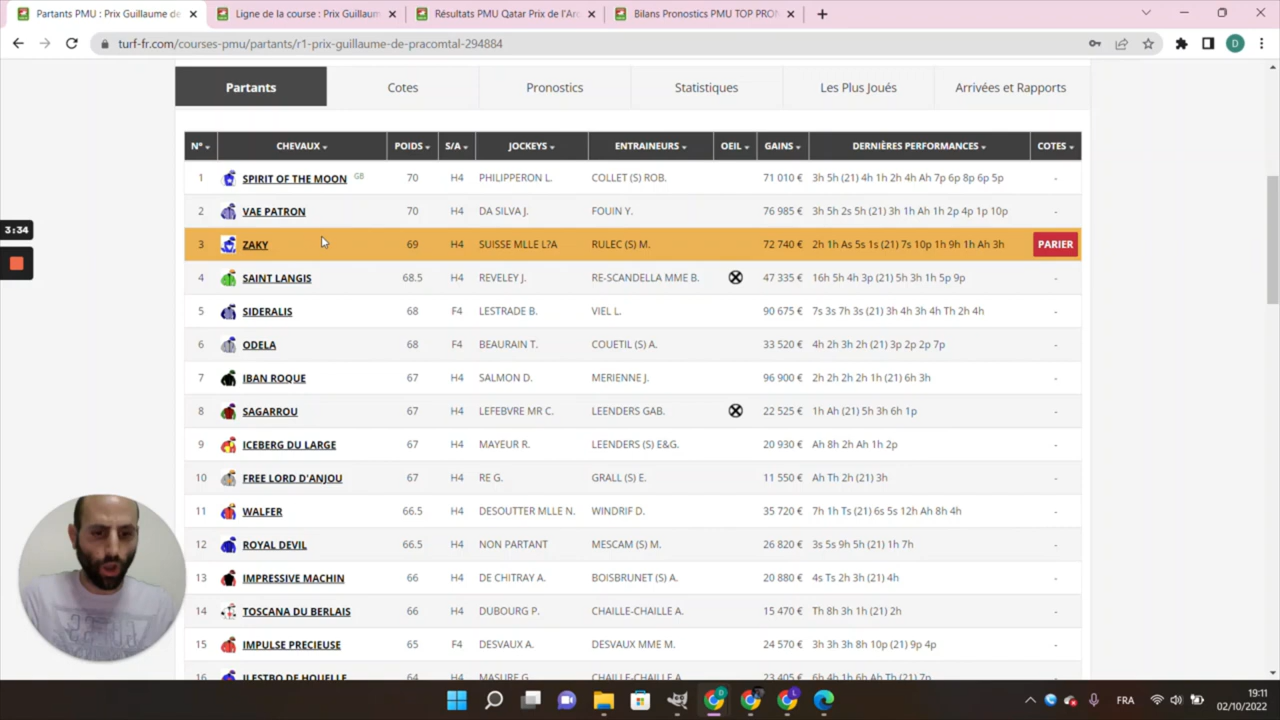 Partants PMU : Prix Guillaume de
Ligne de la course : Prix Guillaum
Résultats PMU Qatar Prix de l'Arc
Bilans Pronostics PMU TOP PRON
turf-fr.com/courses-pmu/partants/r1-prix-guillaume-de-pracomtal-294884
D
Partants Cotes Pronostics Statistiques Les Plus Joués Arrivées et Rapports
N° CHEVAUX POIDS S/A JOCKEYS ENTRAINEURS OEIL GAINS DERNIÈRES PERFORMANCES COTES
1 SPIRIT OF THE MOON GB 70 H4 PHILIPPERON L. COLLET (S) ROB. 71 010 € 3h 5h (21) 4h 1h 2h 4h Ah 7p 6p 8p 6p 5p -
2 VAE PATRON 70 H4 DA SILVA J. FOUIN Y. 76 985 € 3h 5h 2s 5h (21) 3h 1h Ah 1h 2p 4p 1p 10p -
3:34
3 ZAKY 69 H4 SUISSE MLLE L?A RULEC (S) M. 72 740 € 2h 1h As 5s 1s (21) 7s 10p 1h 9h 1h Ah 3h PARIER
4 SAINT LANGIS 68.5 H4 REVELEY J. RE-SCANDELLA MME B. 47 335 € 16h 5h 4h 3p (21) 5h 3h 1h 5p 9p -
5 SIDERALIS 68 F4 LESTRADE B. VIEL L. 90 675 € 7s 3s 7h 3s (21) 3h 4h 3h 4h Th 2h 4h -
6 ODELA 68 F4 BEAURAIN T. COUETIL (S) A. 33 520 € 4h 2h 3h 2h (21) 3p 2p 2p 7p -
7 IBAN ROQUE 67 H4 SALMON D. MERIENNE J. 96 900 € 2h 2h 2h 2h 1h (21) 6h 3h -
8 SAGARROU 67 H4 LEFEBVRE MR C. LEENDERS GAB. 22 525 € 1h Ah (21) 5h 3h 6h 1p -
9 ICEBERG DU LARGE 67 H4 MAYEUR R. LEENDERS (S) E&G. 20 930 € Ah 8h 2h Ah 1h 2p -
10 FREE LORD D'ANJOU 67 H4 RE G. GRALL (S) E. 11 550 € Ah Th 2h (21) 3h -
11 WALFER 66.5 H4 DESOUTTER MLLE N. WINDRIF D. 35 720 € 7h 1h Ts (21) 6s 5s 12h Ah 8h 4h -
12 ROYAL DEVIL 66.5 H4 NON PARTANT MESCAM (S) M. 26 820 € 3s 5s 9h 5h (21) 1h 7h -
13 IMPRESSIVE MACHIN 66 H4 DE CHITRAY A. BOISBRUNET (S) A. 20 880 € 4s Ts 2h 3h (21) 4h -
14 TOSCANA DU BERLAIS 66 H4 DUBOURG P. CHAILLE-CHAILLE A. 15 470 € Th 8h 3h 1h (21) 2h -
15 IMPULSE PRECIEUSE 65 F4 DESVAUX A. DESVAUX MME M. 24 570 € 3h 3h 3h 8h 10p (21) 9p 4p -
16 ILESTRO DE HOUELLE 64 H4 MASURE G. CHAILLE-CHAILLE A. 23 405 € 6h 4h 1h 6h Ah (21) 7p -
FRA
19:11
02/10/2022